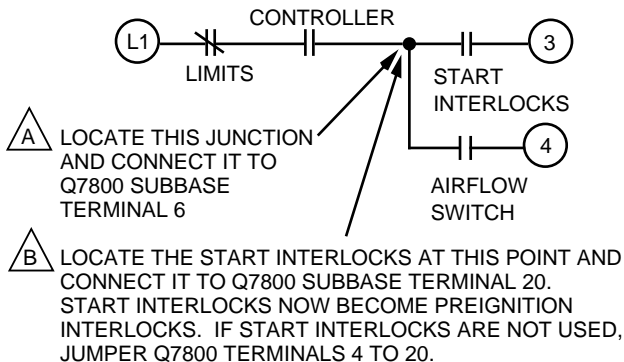 CONTROLLER
L1
3
LIMITS
START
INTERLOCKS
4
AIRFLOW
SWITCH
A
LOCATE THIS JUNCTION
AND CONNECT IT TO
Q7800 SUBBASE
TERMINAL 6
B
LOCATE THE START INTERLOCKS AT THIS POINT AND
CONNECT IT TO Q7800 SUBBASE TERMINAL 20.
START INTERLOCKS NOW BECOME PREIGNITION
INTERLOCKS. IF START INTERLOCKS ARE NOT USED,
JUMPER Q7800 TERMINALS 4 TO 20.